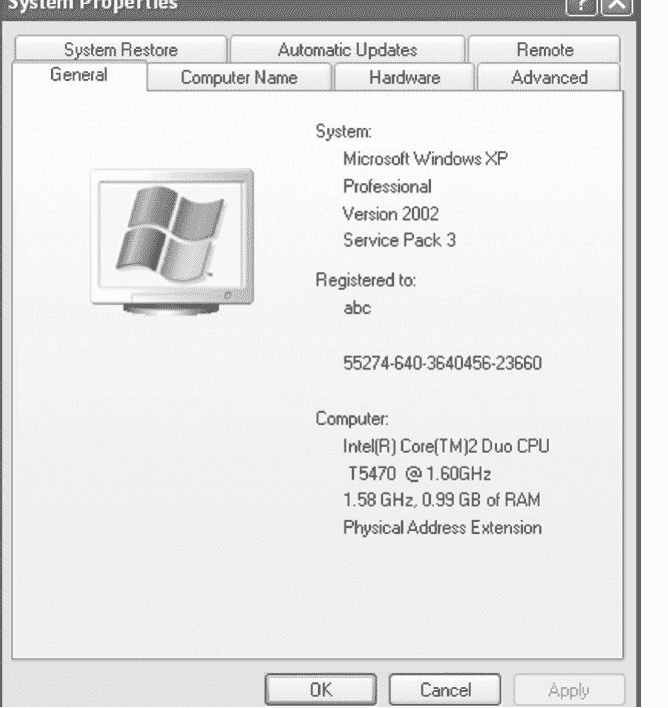 System Properties
System Restore
Automatic Updates
Remote
General
Computer Name
Hardware
Advanced
System:
Microsoft Windows XP
Professional
Version 2002
Service Pack 3
Registered to:
abc
55274-640-3640456-23660
Computer:
Intel(R) Core(TM)2 Duo CPU
T5470 @ 1.60GHz
1.58 GHz, 0.99 GB of RAM
Physical Address Extension
OK
Cancel
Apply